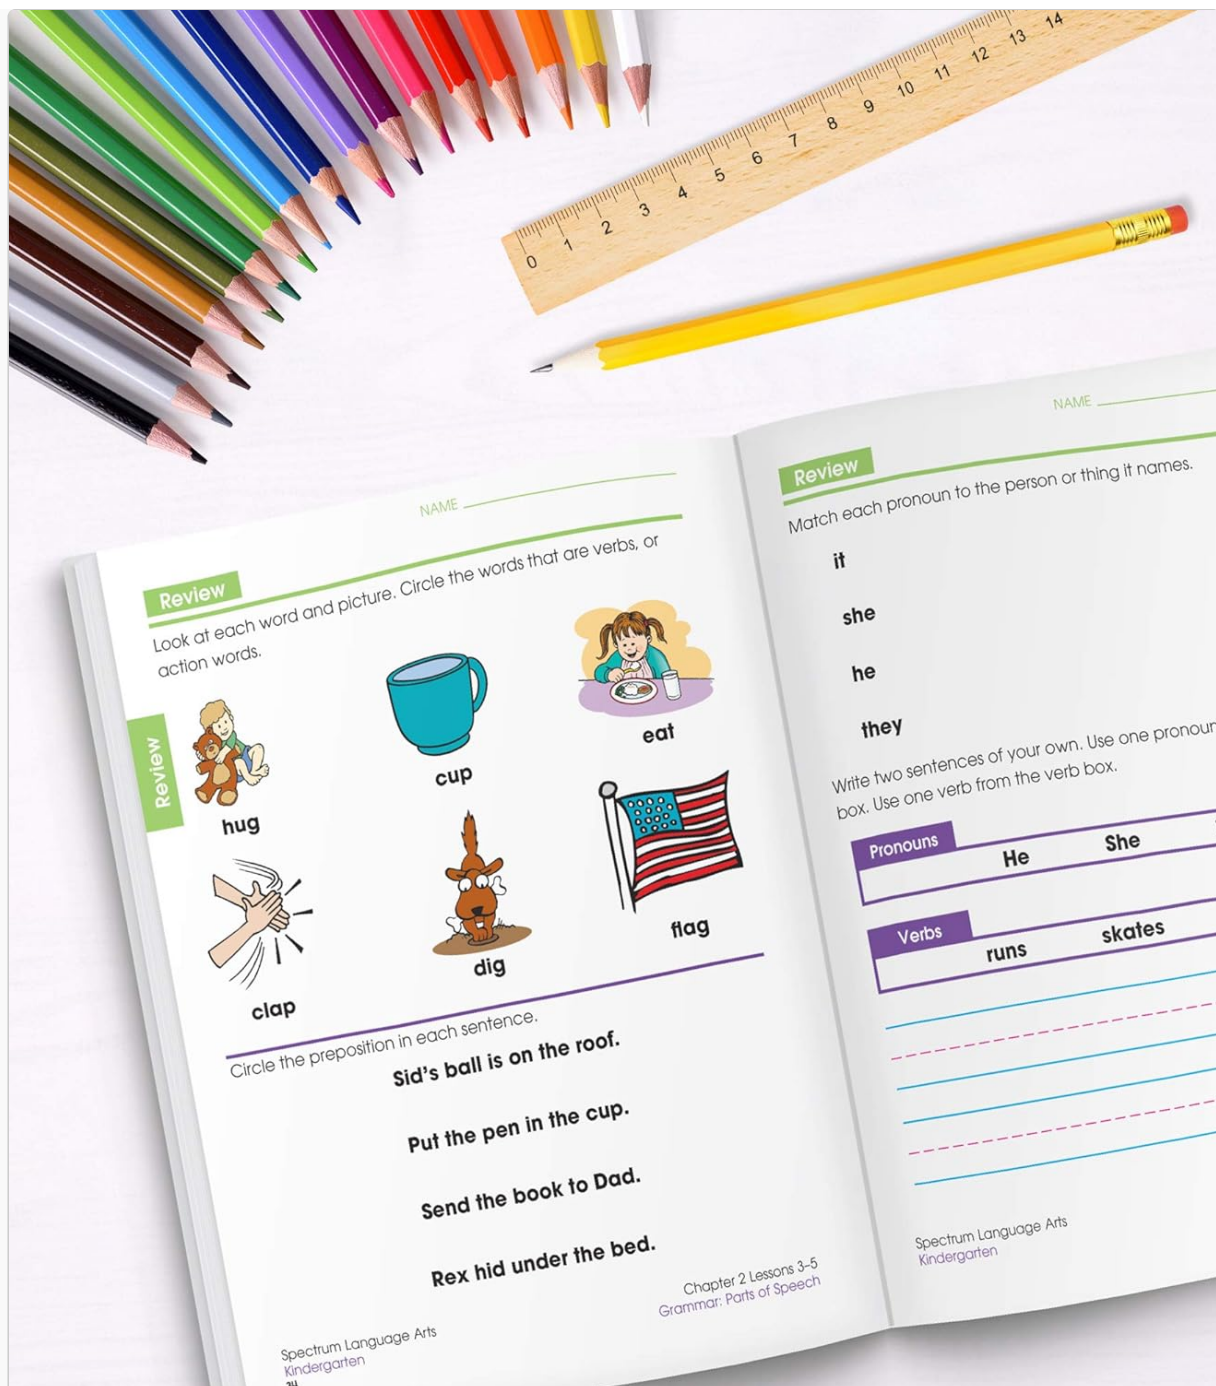 0 1 2 3 4 5 6 7 8 9 10 11 12 13 14
NAME
Review
Look at each word and picture. Circle the words that are verbs, or
action words.
Review
hug
cup
eat
clap
dig
flag
Circle the preposition in each sentence.
Sid's ball is on the roof.
Put the pen in the cup.
Send the book to Dad.
Rex hid under the bed.
Spectrum Language Arts
Kindergarten
Chapter 2 Lessons 3–5
Grammar: Parts of Speech
NAME
Review
Match each pronoun to the person or thing it names.
it
she
he
they
Write two sentences of your own. Use one pronoun
box. Use one verb from the verb box.
Pronouns
He She
Verbs
runs skates
Spectrum Language Arts
Kindergarten